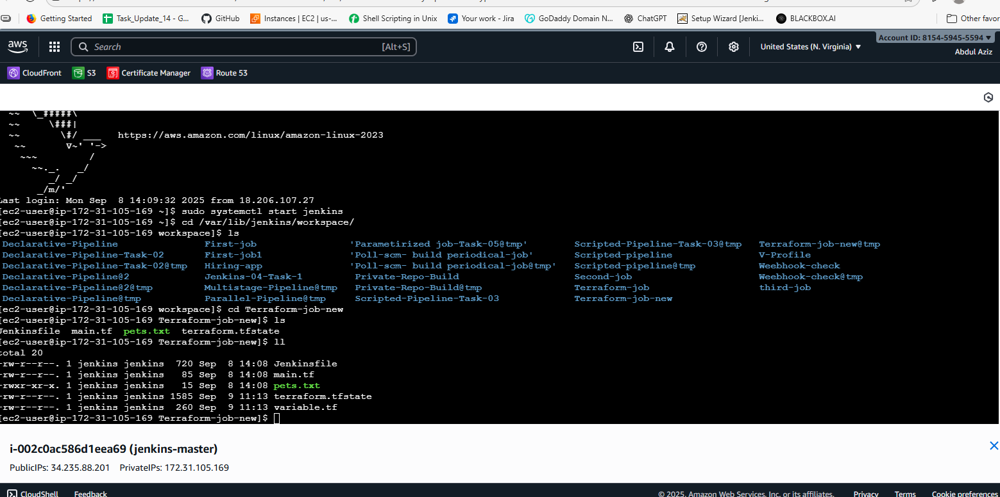 Getting Started Task_Update_14 - G... GitHub Instances | EC2 | us-... Shell Scripting in Unix Your work - Jira GoDaddy Domain N... ChatGPT Setup Wizard [Jenki... BLACKBOX.AI Other favor
aws Search [Alt+S] United States (N. Virginia) ▼ Account ID: 8154-5945-5594 ▼
Abdul Aziz
CloudFront S3 Certificate Manager Route 53
~~ \_#####\
~~ \###|
~~ \#/ ___ https://aws.amazon.com/linux/amazon-linux-2023
~~ V~' '->
~~~ /
~~._. _/
_/ _/
_/m/'
Last login: Mon Sep  8 14:09:32 2025 from 18.206.107.27
[ec2-user@ip-172-31-105-169 ~]$ sudo systemctl start jenkins
[ec2-user@ip-172-31-105-169 ~]$ cd /var/lib/jenkins/workspace/
[ec2-user@ip-172-31-105-169 workspace]$ ls
Declarative-Pipeline First-job 'Parametirized job-Task-05@tmp' Scripted-Pipeline-Task-03@tmp Terraform-job-new@tmp
Declarative-Pipeline-Task-02 First-job1 'Poll-scm- build periodical-job' Scripted-pipeline V-Profile
Declarative-Pipeline-Task-02@tmp Hiring-app 'Poll-scm- build periodical-job@tmp' Scripted-pipeline@tmp Weebhook-check
Declarative-Pipeline@2 Jenkins-04-Task-1 Private-Repo-Build Second-job Weebhook-check@tmp
Declarative-Pipeline@2@tmp Multistage-Pipeline@tmp Private-Repo-Build@tmp Terraform-job third-job
Declarative-Pipeline@tmp Parallel-Pipeline@tmp Scripted-Pipeline-Task-03 Terraform-job-new
[ec2-user@ip-172-31-105-169 workspace]$ cd Terraform-job-new
[ec2-user@ip-172-31-105-169 Terraform-job-new]$ ls
Jenkinsfile main.tf pets.txt terraform.tfstate
[ec2-user@ip-172-31-105-169 Terraform-job-new]$ ll
total 20
-rw-r--r--. 1 jenkins jenkins  720 Sep  8 14:08 Jenkinsfile
-rw-r--r--. 1 jenkins jenkins   85 Sep  8 14:08 main.tf
-rwxr-xr-x. 1 jenkins jenkins   15 Sep  8 14:08 pets.txt
-rw-r--r--. 1 jenkins jenkins 1585 Sep  9 11:13 terraform.tfstate
-rw-r--r--. 1 jenkins jenkins  260 Sep  9 11:13 variable.tf
[ec2-user@ip-172-31-105-169 Terraform-job-new]$
i-002c0ac586d1eea69 (jenkins-master)
PublicIPs: 34.235.88.201 PrivateIPs: 172.31.105.169
CloudShell Feedback © 2025, Amazon Web Services, Inc. or its affiliates. Privacy Terms Cookie preferences